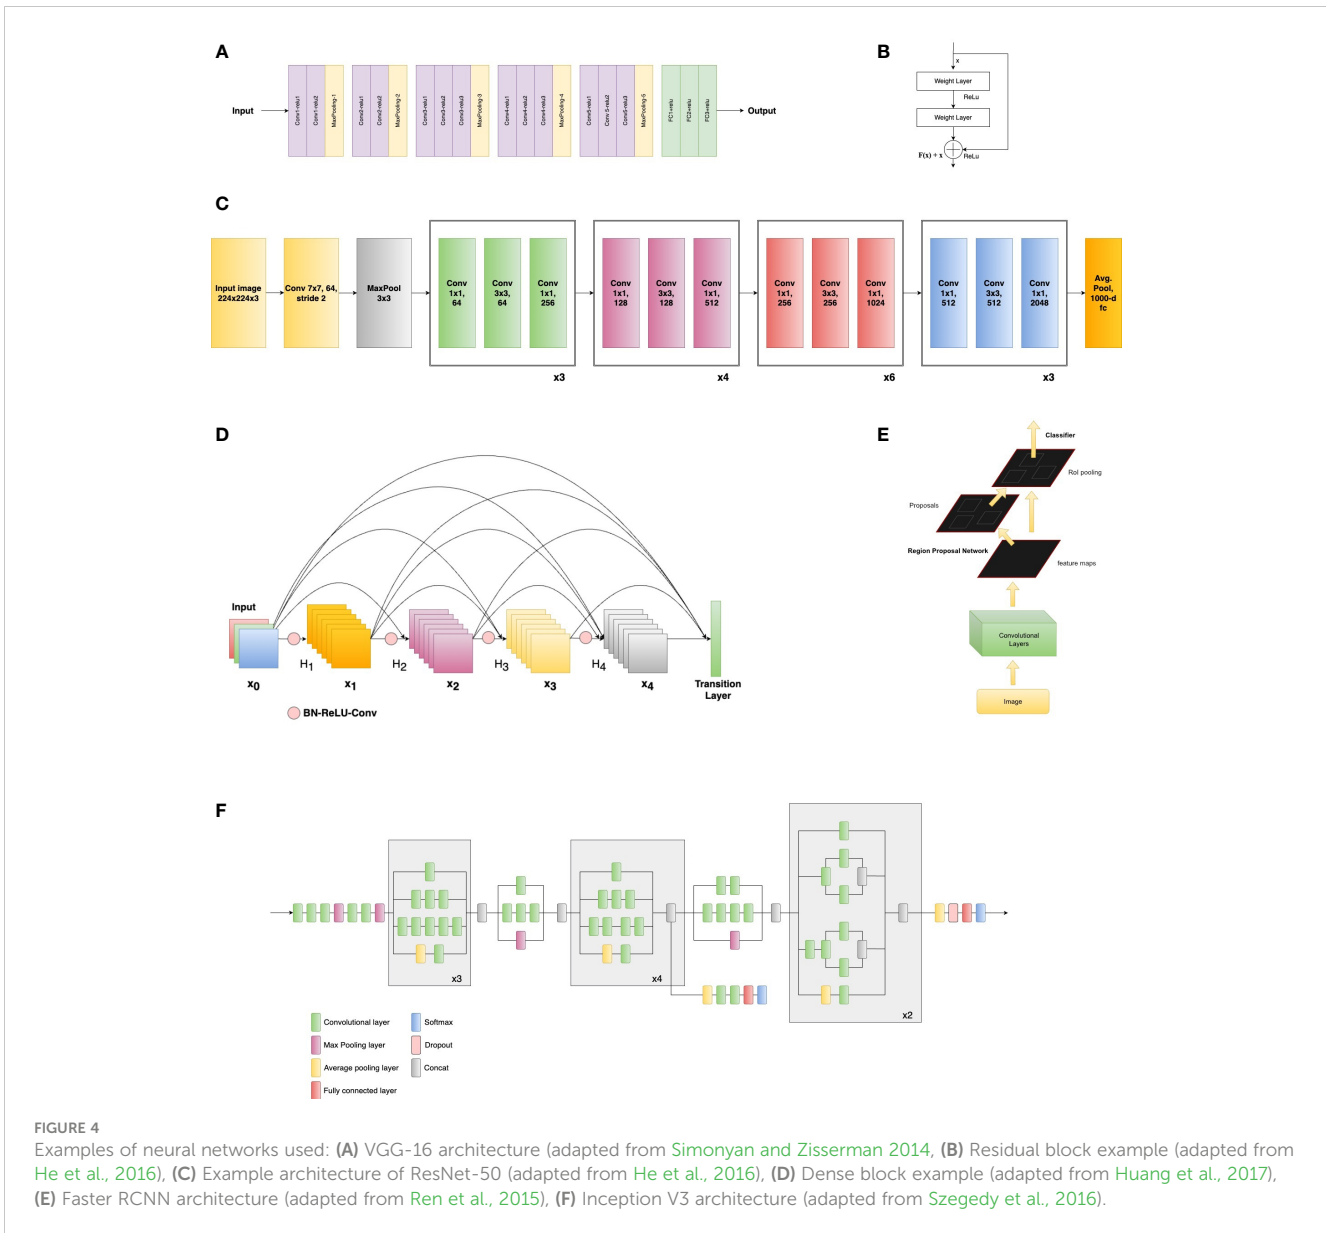 A
Input
Conv1-relu1
Conv1-relu2
MaxPooling-1
Conv2-relu1
Conv2-relu2
MaxPooling-2
Conv3-relu1
Conv3-relu2
Conv3-relu3
MaxPooling-3
Conv4-relu1
Conv4-relu2
Conv4-relu3
MaxPooling-4
Conv5-relu1
Conv 5-relu2
Conv5-relu3
MaxPooling-5
FC1+relu
FC2+relu
FC3+relu
Output
B
x
Weight Layer
ReLu
Weight Layer
F(x) + x
ReLu
C
Input image
224x224x3
Conv 7x7, 64,
stride 2
MaxPool
3x3
Conv
1x1,
64
Conv
3x3,
64
Conv
1x1,
256
x3
Conv
1x1,
128
Conv
3x3,
128
Conv
1x1,
512
x4
Conv
1x1,
256
Conv
3x3,
256
Conv
1x1,
1024
x6
Conv
1x1,
512
Conv
3x3,
512
Conv
1x1,
2048
x3
Avg.
Pool,
1000-d
fc
D
Input
H1
H2
H3
H4
x0
x1
x2
x3
x4
Transition
Layer
BN-ReLU-Conv
E
Classifier
RoI pooling
Proposals
Region Proposal Network
feature maps
Convolutional
Layers
Image
F
x3
x4
x2
Convolutional layer
Max Pooling layer
Average pooling layer
Fully connected layer
Softmax
Dropout
Concat
FIGURE 4
Examples of neural networks used: (A) VGG-16 architecture (adapted from Simonyan and Zisserman 2014, (B) Residual block example (adapted from
He et al., 2016), (C) Example architecture of ResNet-50 (adapted from He et al., 2016), (D) Dense block example (adapted from Huang et al., 2017),
(E) Faster RCNN architecture (adapted from Ren et al., 2015), (F) Inception V3 architecture (adapted from Szegedy et al., 2016).